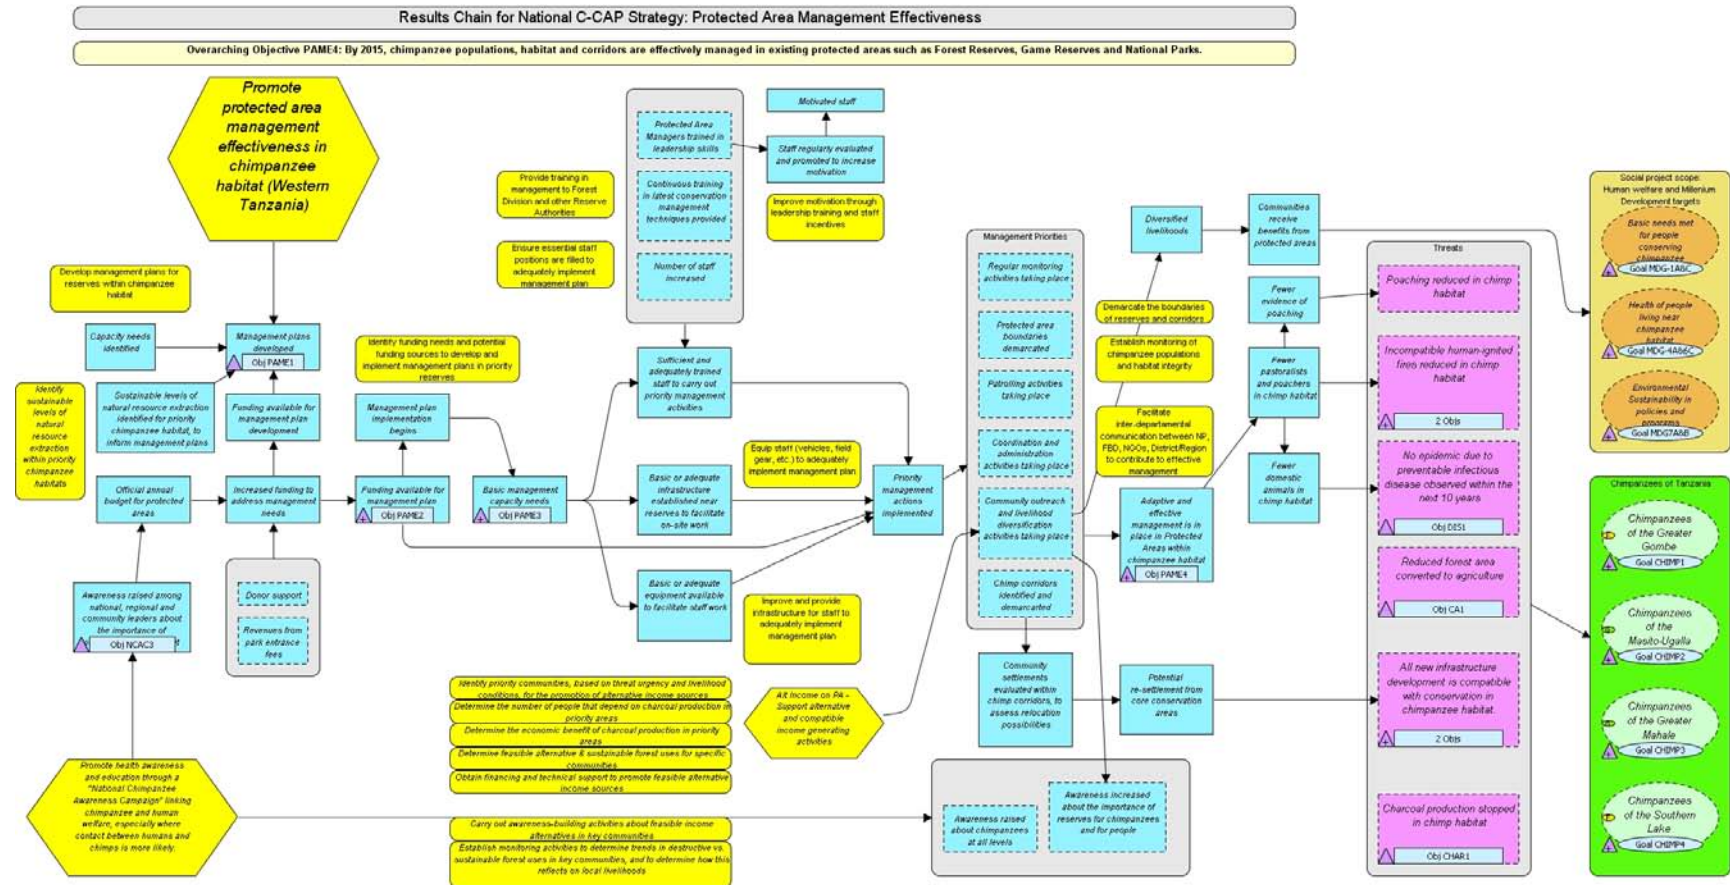 Results Chain for National C-CAP Strategy: Protected Area Management Effectiveness
Overarching Objective PAME4: By 2015, chimpanzee populations, habitat and corridors are effectively managed in existing protected areas such as Forest Reserves, Game Reserves and National Parks.
Promote
protected area
management
effectiveness in
chimpanzee
habitat (Western
Tanzania)
Develop management plans for
reserves within chimpanzee
habitat
Capacity needs
identified
Management plans
developed
Obj PAME1
Identify
sustainable
levels of
natural
resource
extraction
within priority
chimpanzee
habitats
Sustainable levels of
natural resource extraction
identified for priority
chimpanzee habitat, to
inform management plans
Funding available for
management plan
development
Official annual
budget for protected
areas
Increased funding to
address management
needs
Awareness raised among
national, regional and
community leaders about
the importance of
Obj NCAC3
Donor support
Revenues from
park entrance
fees
Promote health awareness
and education through a
"National Chimpanzee
Awareness Campaign" linking
chimpanzee and human
welfare, especially where
contact between humans and
chimps is more likely.
Identify funding needs and potential
funding sources to develop and
implement management plans in priority
reserves
Management plan
implementation
begins
Funding available for
management plan
Obj PAME2
Basic management
capacity needs
Obj PAME3
Provide training in
management to Forest
Division and other Reserve
Authorities
Ensure essential staff
positions are filled to
adequately implement
management plan
Protected Area
Managers trained in
leadership skills
Continuous training
in latest conservation
management
techniques provided
Number of staff
increased
Motivated staff
Staff regularly evaluated
and promoted to increase
motivation
Improve motivation through
leadership training and staff
incentives
Sufficient and
adequately trained
staff to carry out
priority management
activities
Basic or adequate
infrastructure
established near
reserves to facilitate
on-site work
Basic or adequate
equipment available
to facilitate staff work
Equip staff (vehicles, field
gear, etc.) to adequately
implement management plan
Improve and provide
infrastructure for staff to
adequately implement
management plan
Priority
management
actions
implemented
Identify priority communities, based on threat urgency and livelihood
conditions, for the promotion of alternative income sources
Determine the number of people that depend on charcoal production in
priority areas
Determine the economic benefit of charcoal production in priority
areas
Determine feasible alternative & sustainable forest uses for specific
communities
Obtain financing and technical support to promote feasible alternative
income sources
Carry out awareness-building activities about feasible income
alternatives in key communities
Establish monitoring activities to determine trends in destructive vs.
sustainable forest uses in key communities, and to determine how this
reflects on local livelihoods
Alt Income on PA -
Support alternative
and compatible
income generating
activities
Management Priorities
Regular monitoring
activities taking place
Protected area
boundaries
demarcated
Patrolling activities
taking place
Coordination and
administration
activities taking place
Community outreach
and livelihood
diversification
activities taking place
Chimp corridors
identified and
demarcated
Community
settlements
evaluated within
chimp corridors, to
assess relocation
possibilities
Potential
re-settlement from
core conservation
areas
Awareness raised
about chimpanzees
at all levels
Awareness increased
about the importance of
reserves for chimpanzees
and for people
Diversified
livelihoods
Communities
receive
benefits from
protected areas
Demarcate the boundaries
of reserves and corridors
Establish monitoring of
chimpanzee populations
and habitat integrity
Facilitate
inter-departamental
communication between NP,
FBD, NGOs, District/Region
to contribute to effective
management
Adaptive and
effective
management is in
place in Protected
Areas within
chimpanzee habitat
Obj PAME4
Fewer
evidence of
poaching
Fewer
pastoralists
and poachers
in chimp habitat
Fewer
domestic
animals in
chimp habitat
Threats
Poaching reduced in chimp
habitat
Incompatible human-ignited
fires reduced in chimp
habitat
2 Objs
No epidemic due to
preventable infectious
disease observed within the
next 10 years
Obj DIS1
Reduced forest area
converted to agriculture
Obj CA1
All new infrastructure
development is compatible
with conservation in
chimpanzee habitat.
2 Objs
Charcoal production stopped
in chimp habitat
Obj CHAR1
Social project scope:
Human welfare and Millenium
Development targets
Basic needs met
for people
conserving
chimpanzee
Goal MDG-1A&C
Health of people
living near
chimpanzee
habitat
Goal MDG-4A&6C
Environmental
Sustainability in
policies and
programs
Goal MDG7A&B
Chimpanzees of Tanzania
Chimpanzees
of the Greater
Gombe
Goal CHIMP1
Chimpanzees
of the
Masito-Ugalla
Goal CHIMP2
Chimpanzees
of the Greater
Mahale
Goal CHIMP3
Chimpanzees
of the Southern
Lake
Goal CHIMP4